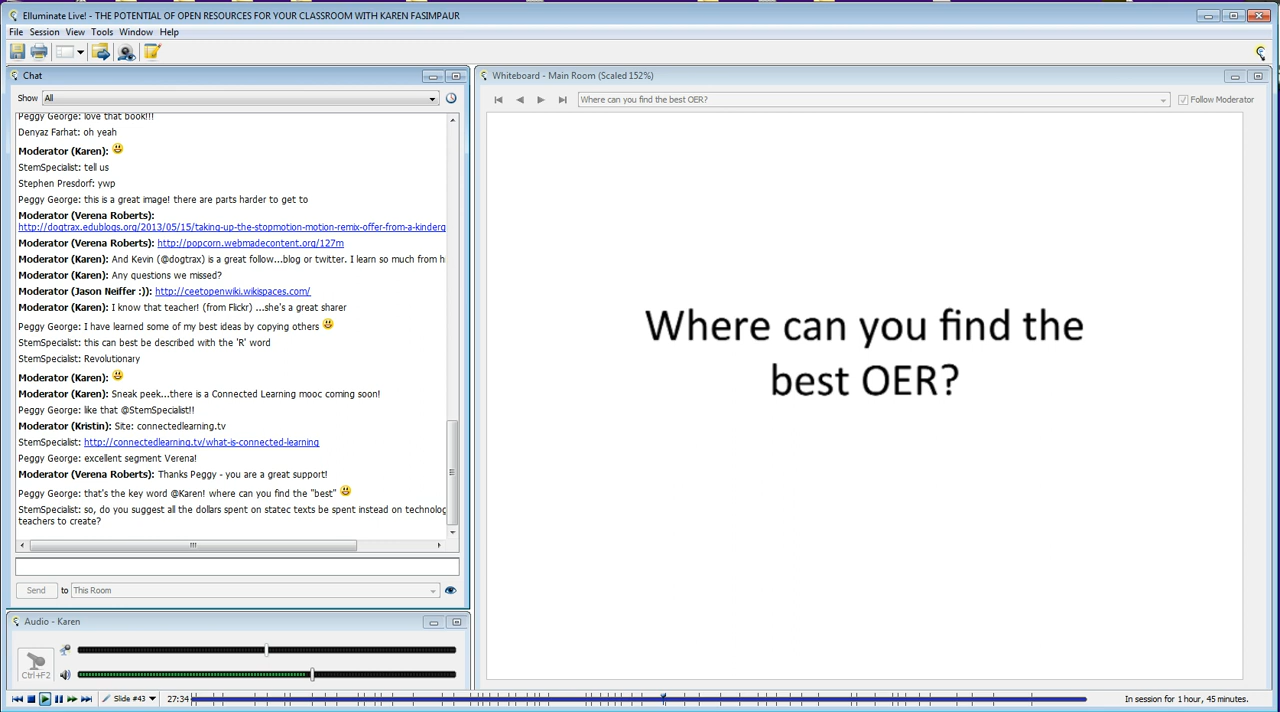 Elluminate Live! - THE POTENTIAL OF OPEN RESOURCES FOR YOUR CLASSROOM WITH KAREN FASIMPAUR
File Session View Tools Window Help
Chat
Show All
Peggy George: love that book!!!
Denyaz Farhat: oh yeah
Moderator (Karen):
StemSpecialist: tell us
Stephen Presdorf: ywp
Peggy George: this is a great image! there are parts harder to get to
Moderator (Verena Roberts):
http://dogtrax.edublogs.org/2013/05/15/taking-up-the-stopmotion-motion-remix-offer-from-a-kinderg
Moderator (Verena Roberts): http://popcorn.webmadecontent.org/127m
Moderator (Karen): And Kevin (@dogtrax) is a great follow...blog or twitter. I learn so much from h
Moderator (Karen): Any questions we missed?
Moderator (Jason Neiffer :)): http://ceetopenwiki.wikispaces.com/
Moderator (Karen): I know that teacher! (from Flickr) ...she's a great sharer
Peggy George: I have learned some of my best ideas by copying others
StemSpecialist: this can best be described with the 'R' word
StemSpecialist: Revolutionary
Moderator (Karen):
Moderator (Karen): Sneak peek...there is a Connected Learning mooc coming soon!
Peggy George: like that @StemSpecialist!!
Moderator (Kristin): Site: connectedlearning.tv
StemSpecialist: http://connectedlearning.tv/what-is-connected-learning
Peggy George: excellent segment Verena!
Moderator (Verena Roberts): Thanks Peggy - you are a great support!
Peggy George: that's the key word @Karen! where can you find the "best"
StemSpecialist: so, do you suggest all the dollars spent on statec texts be spent instead on technolog
teachers to create?
Send to This Room
Audio - Karen
Ctrl+F2
Whiteboard - Main Room (Scaled 152%)
Where can you find the best OER? Follow Moderator
Where can you find the
best OER?
Slide #43 27:34 In session for 1 hour, 45 minutes.